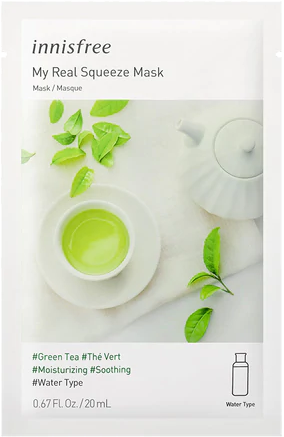 innisfree
My Real Squeeze Mask
Mask / Masque
#Green Tea #Thé Vert
#Moisturizing #Soothing
#Water Type
0.67 Fl. Oz. / 20 mL
Water Type